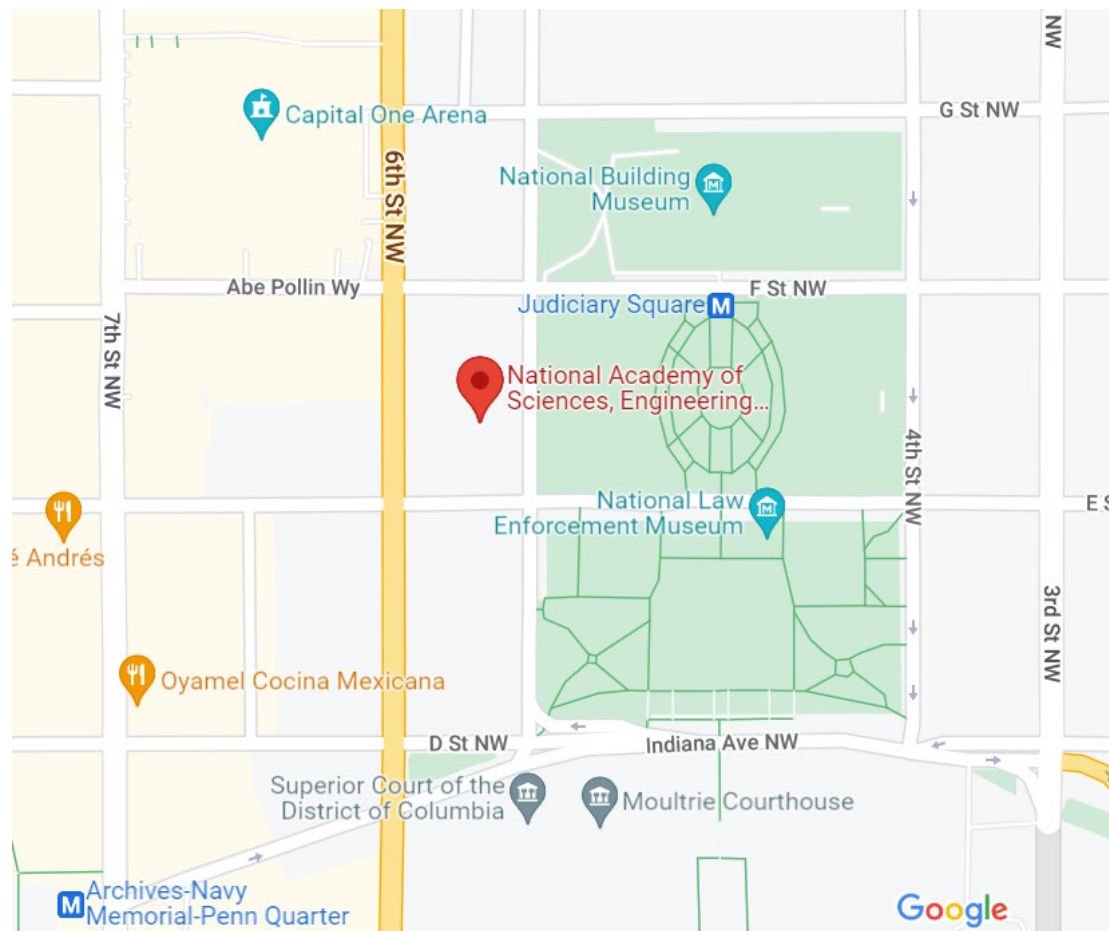 NW
G St NW
Capital One Arena
6th St NW
National Building
Museum
Abe Pollin Wy
F St NW
Judiciary Square
M
7th St NW
National Academy of
Sciences, Engineering...
4th St NW
National Law
Enforcement Museum
E S
é Andrés
3rd St NW
Oyamel Cocina Mexicana
D St NW
Indiana Ave NW
Superior Court of the
District of Columbia
Moultrie Courthouse
M
Archives-Navy
Memorial-Penn Quarter
Google